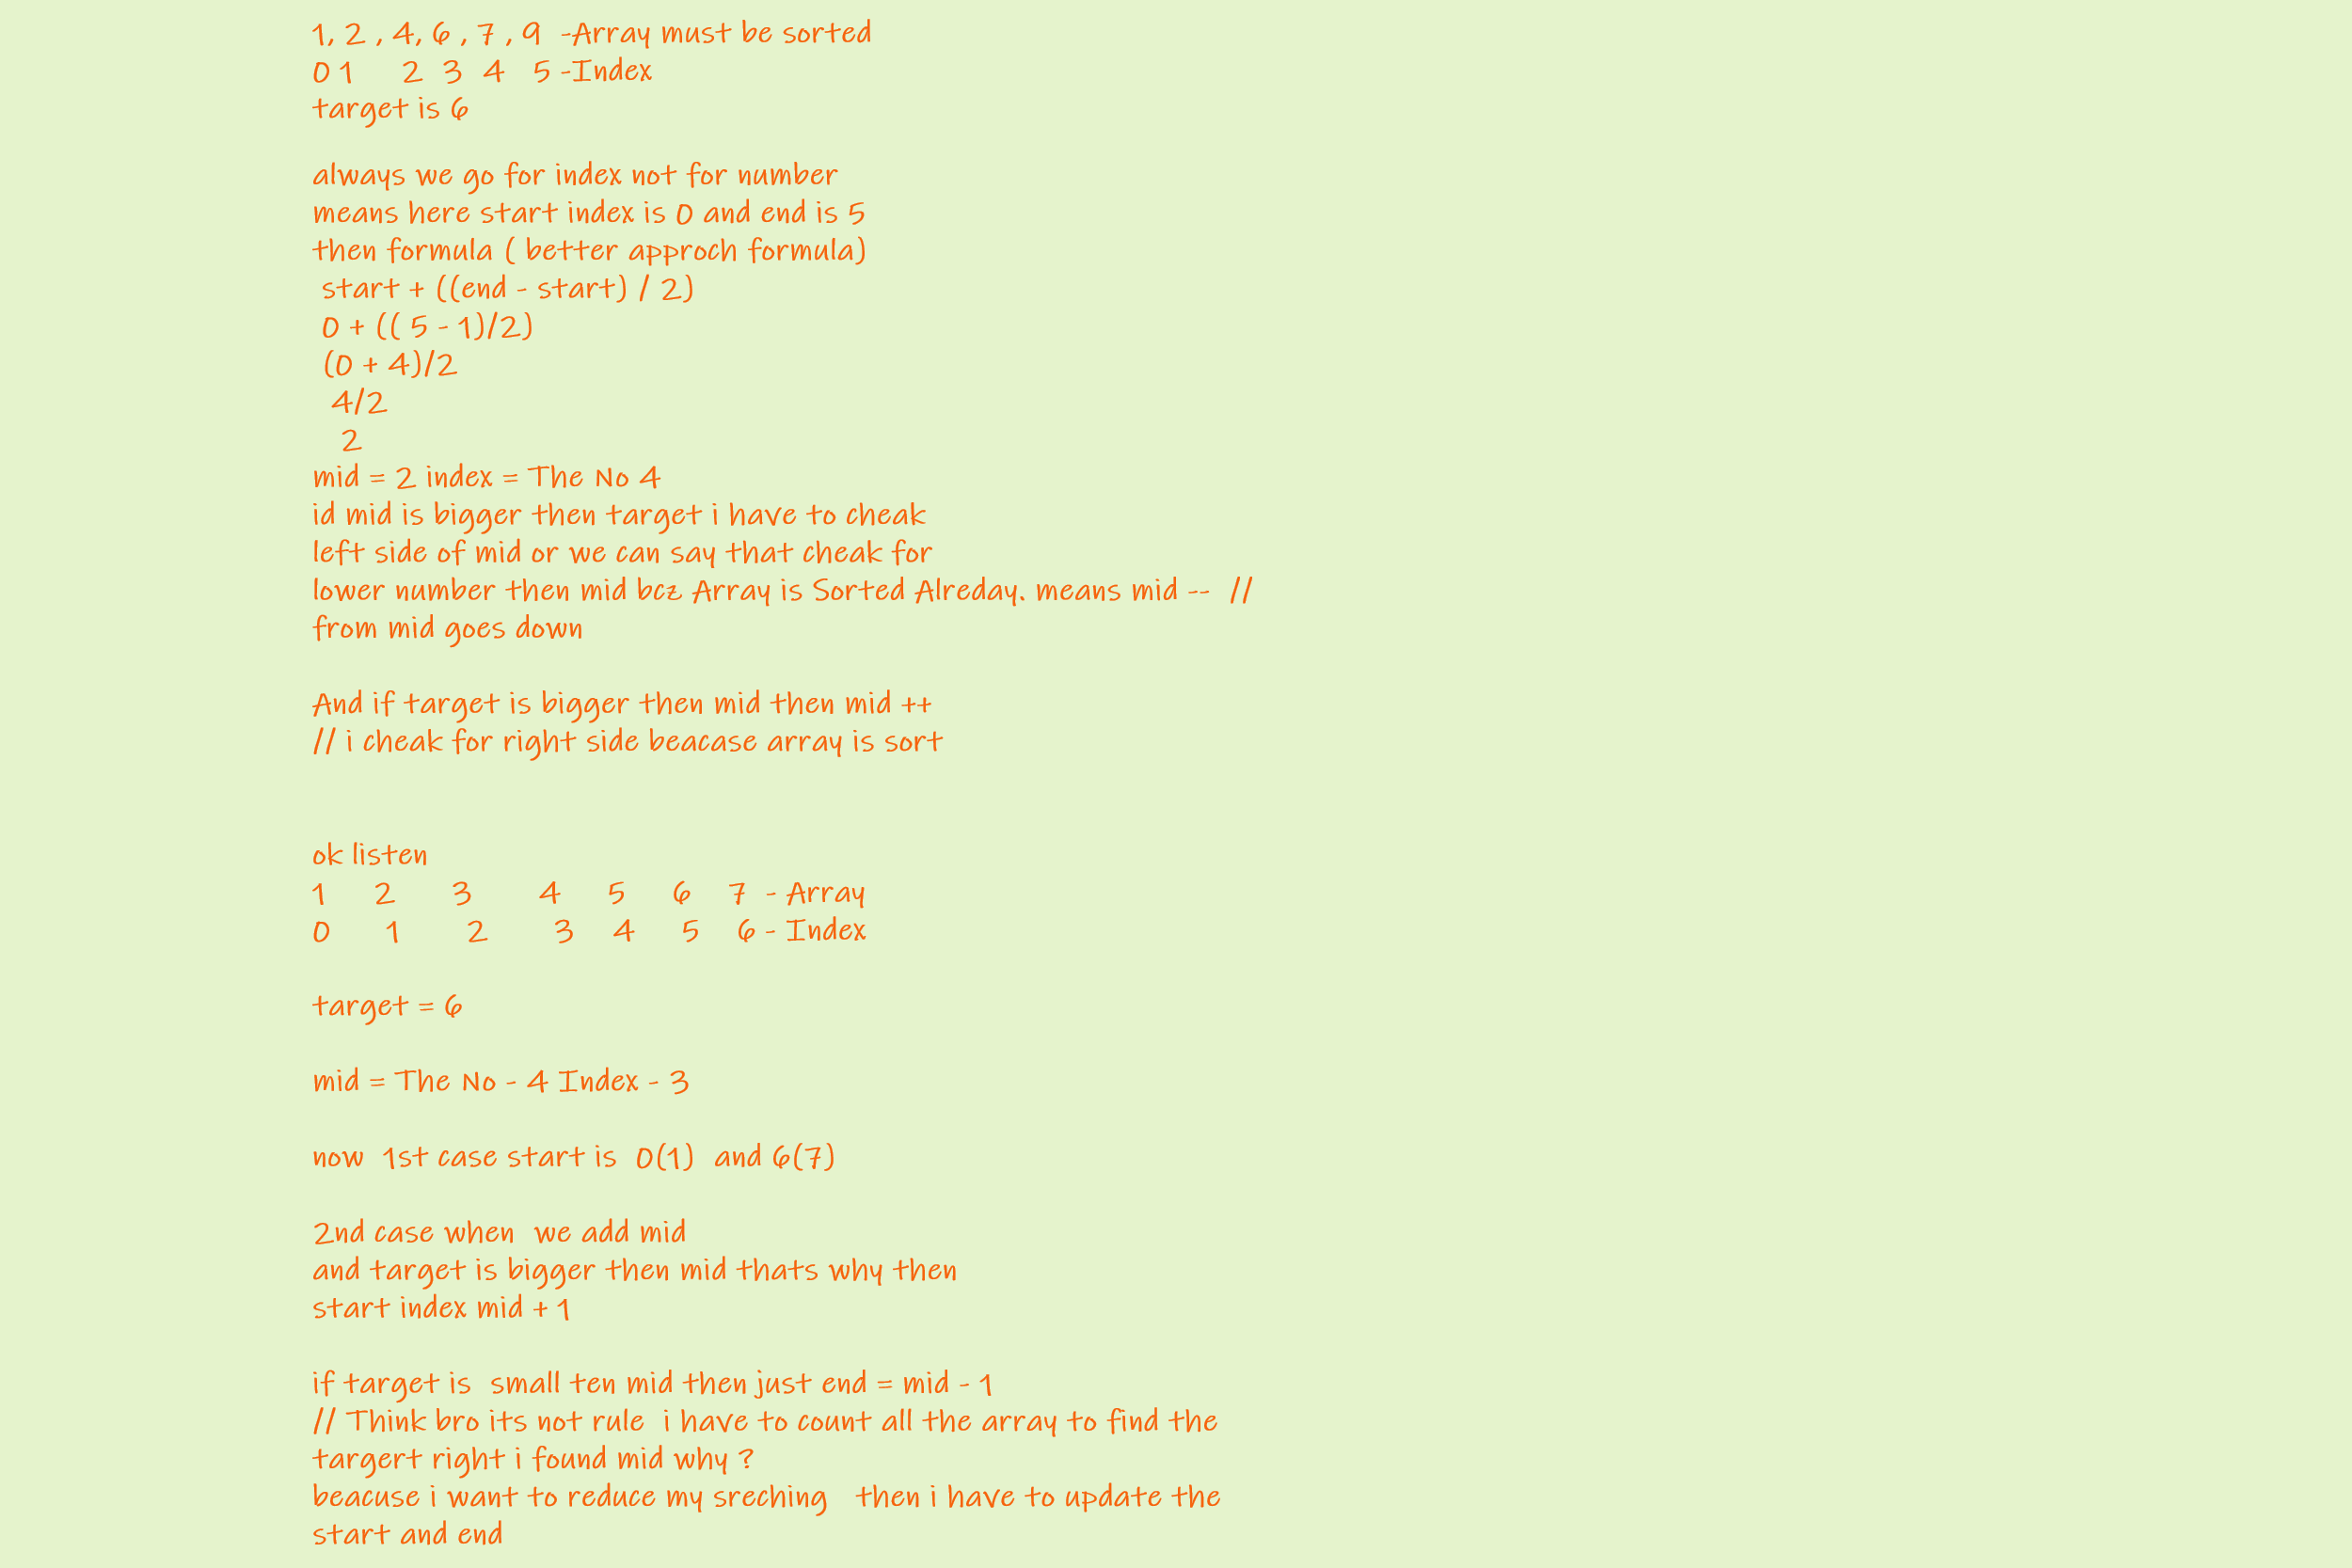 1, 2 , 4, 6 , 7 , 9 -Array must be sorted
0 1 2 3 4 5 -Index
target is 6
always we go for index not for number
means here start index is 0 and end is 5
then formula ( better approch formula)
start + ((end - start) / 2)
0 + (( 5 - 1)/2)
(0 + 4)/2
4/2
2
mid = 2 index = The No 4
id mid is bigger then target i have to cheak
left side of mid or we can say that cheak for
lower number then mid bcz Array is Sorted Alreday. means mid -- //
from mid goes down
And if target is bigger then mid then mid ++
// i cheak for right side beacase array is sort
ok listen
1 2 3 4 5 6 7 - Array
0 1 2 3 4 5 6 - Index
target = 6
mid = The No - 4 Index - 3
now 1st case start is 0(1) and 6(7)
2nd case when we add mid
and target is bigger then mid thats why then
start index mid + 1
if target is small ten mid then just end = mid - 1
// Think bro its not rule i have to count all the array to find the
targert right i found mid why ?
beacuse i want to reduce my sreching then i have to update the
start and end